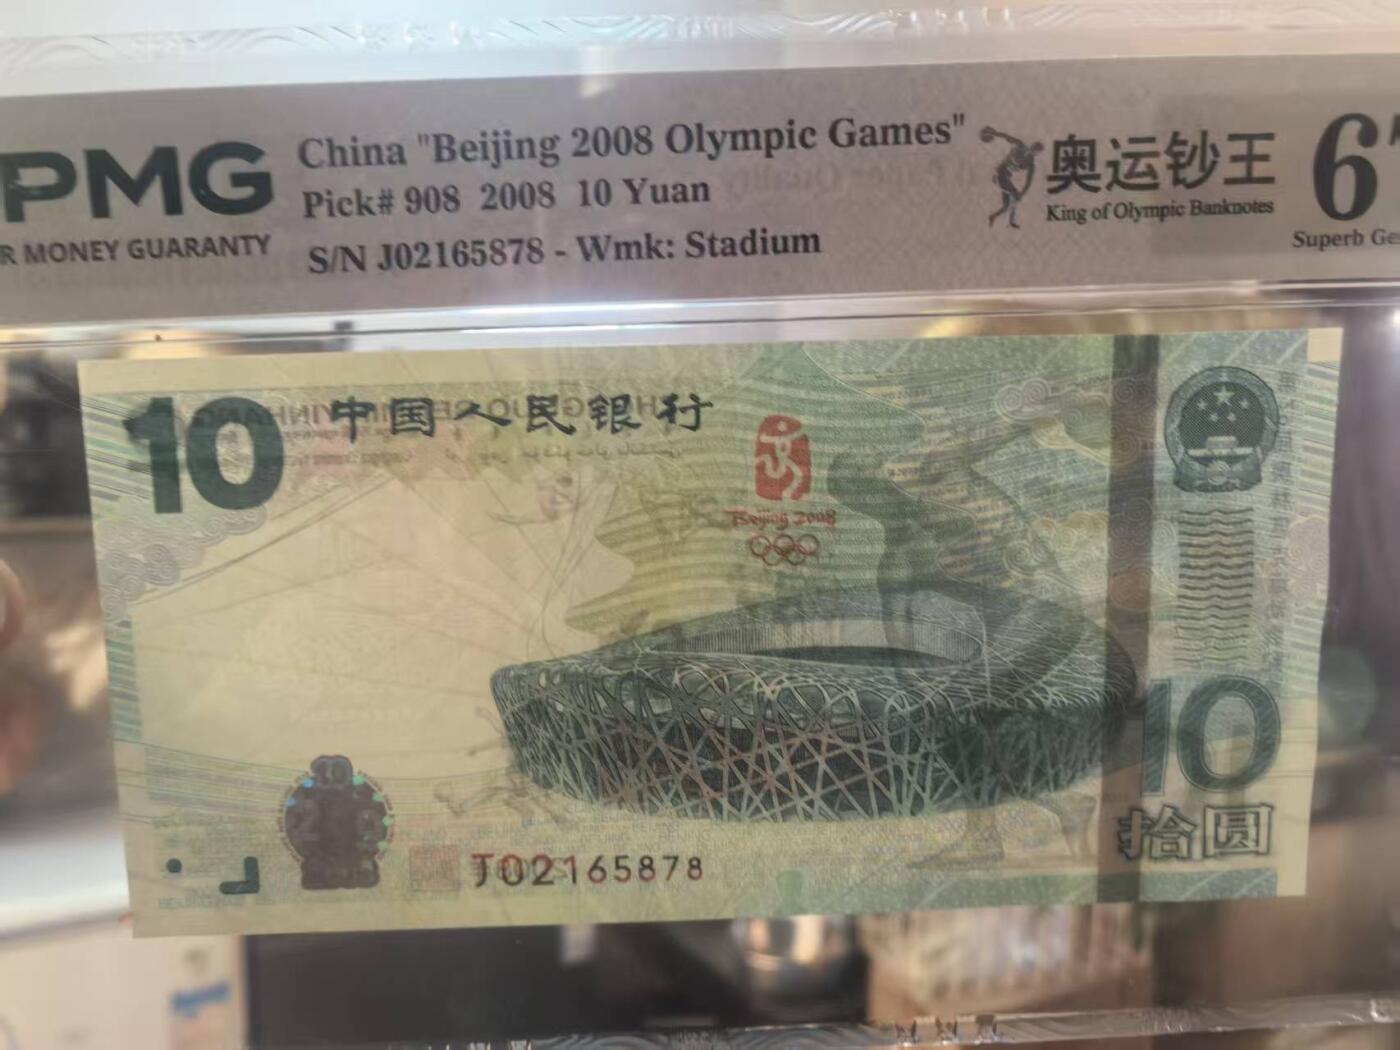 PMG
R MONEY GUARANTY
China "Beijing 2008 Olympic Games"
Pick# 908 2008 10 Yuan
S/N J02165878 - Wmk: Stadium
奥运钞王
King of Olympic Banknotes
6
Superb Ge
10
中国人民银行
Beijing 2008
10
拾圆
10
J02165878